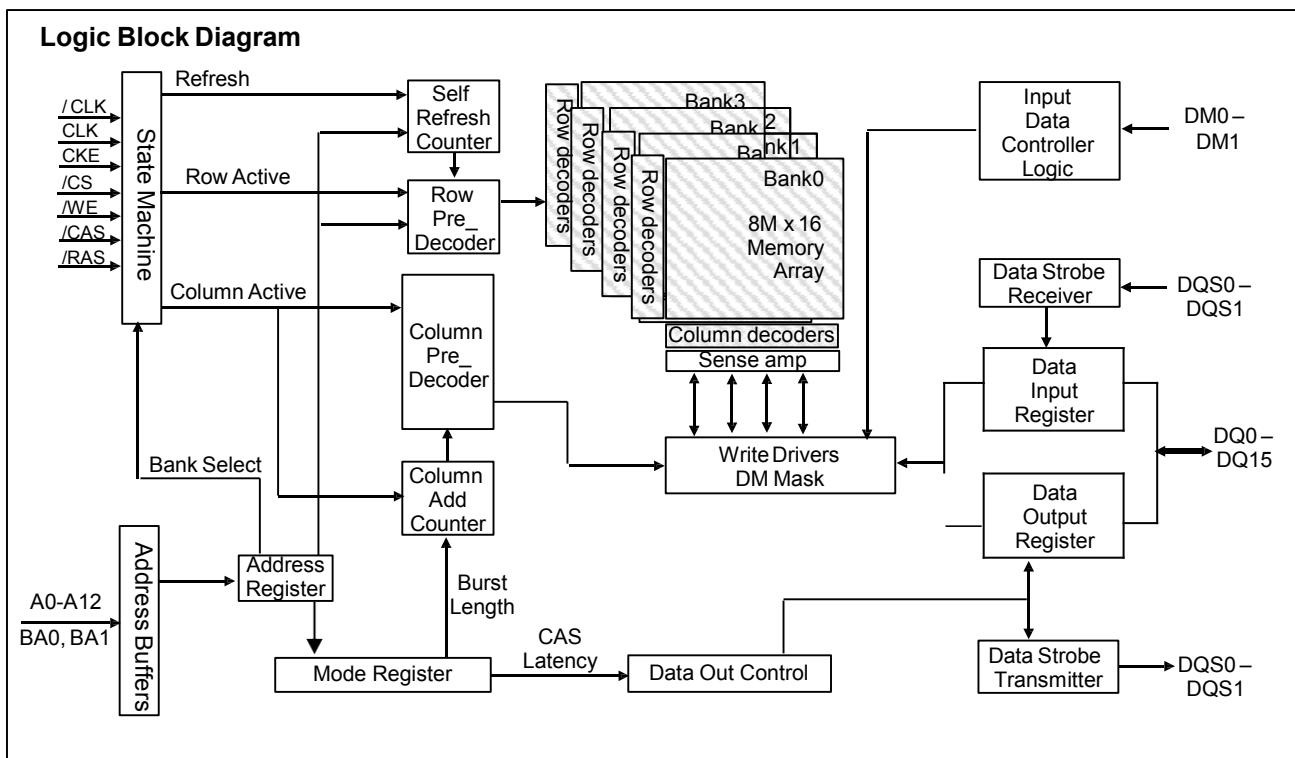 Logic Block Diagram
/CLK
CLK
CKE
/CS
/WE
/CAS
/RAS
State Machine
Refresh
Row Active
Column Active
Bank Select
Self
Refresh
Counter
Row
Pre_
Decoder
Column
Pre_
Decoder
Column
Add
Counter
Row decoders
Row decoders
Row decoders
Row decoders
Bank3
Bank 2
Bank1
Bank0
8M x 16
Memory
Array
Column decoders
Sense amp
Write Drivers
DM Mask
Input
Data
Controller
Logic
DM0 –
DM1
Data Strobe
Receiver
DQS0 –
DQS1
Data
Input
Register
DQ0 –
DQ15
Data
Output
Register
A0-A12
BA0, BA1
Address Buffers
Address
Register
Burst
Length
Mode Register
CAS
Latency
Data Out Control
Data Strobe
Transmitter
DQS0 –
DQS1